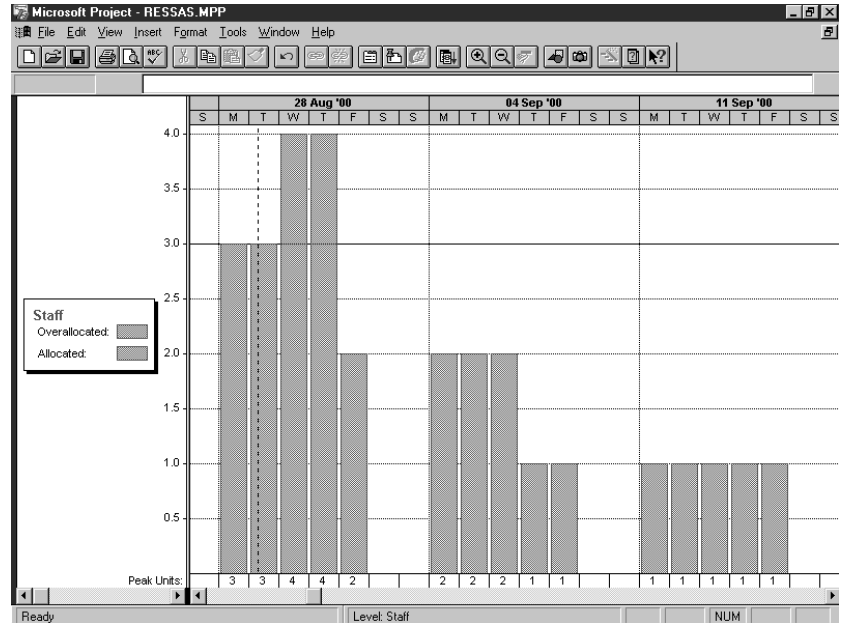 Microsoft Project - RESSAS.MPP
File Edit View Insert Format Tools Window Help
28 Aug '00 04 Sep '00 11 Sep '00
S M T W T F S S M T W T F S S M T W T F S S
4.0
3.5
3.0
2.5
Staff
Overallocated:
Allocated:
2.0
1.5
1.0
0.5
Peak Units: 3 3 4 4 2 2 2 2 1 1 1 1 1 1 1
Ready Level: Staff NUM